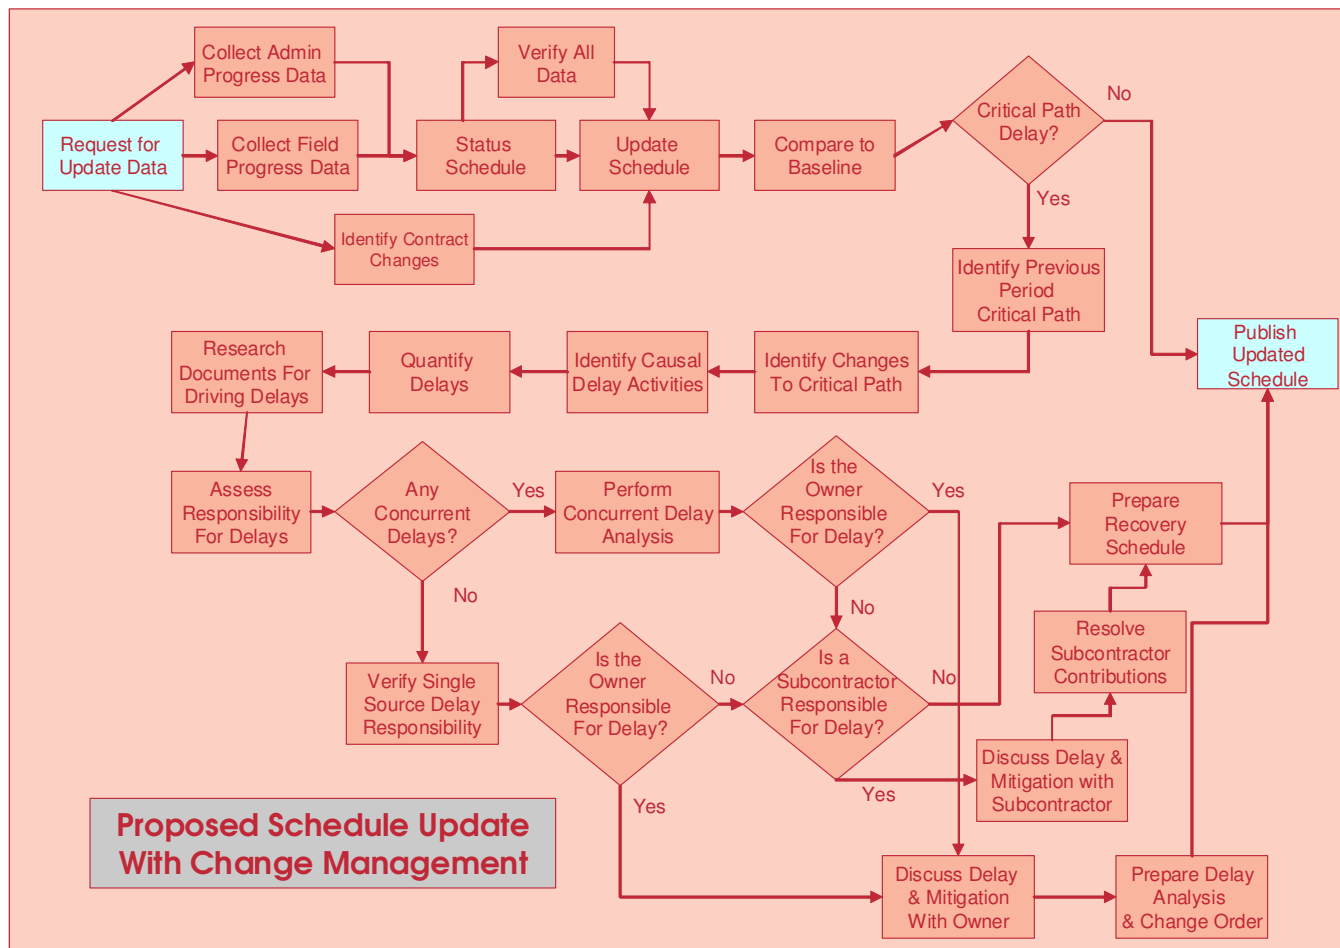 Collect Admin
Progress Data
Verify All
Data
Critical Path
Delay?
No
Request for
Update Data
Collect Field
Progress Data
Status
Schedule
Update
Schedule
Compare to
Baseline
Yes
Identify Contract
Changes
Identify Previous
Period
Critical Path
Publish
Updated
Schedule
Research
Documents For
Driving Delays
Quantify
Delays
Identify Causal
Delay Activities
Identify Changes
To Critical Path
Assess
Responsibility
For Delays
Any
Concurrent
Delays?
Yes
Perform
Concurrent Delay
Analysis
Is the
Owner
Responsible
For Delay?
Yes
Prepare
Recovery
Schedule
No
No
Resolve
Subcontractor
Contributions
Verify Single
Source Delay
Responsibility
Is the
Owner
Responsible
For Delay?
No
Is a
Subcontractor
Responsible
For Delay?
No
Discuss Delay &
Mitigation with
Subcontractor
Yes
Yes
Proposed Schedule Update
With Change Management
Discuss Delay
& Mitigation
With Owner
Prepare Delay
Analysis
& Change Order